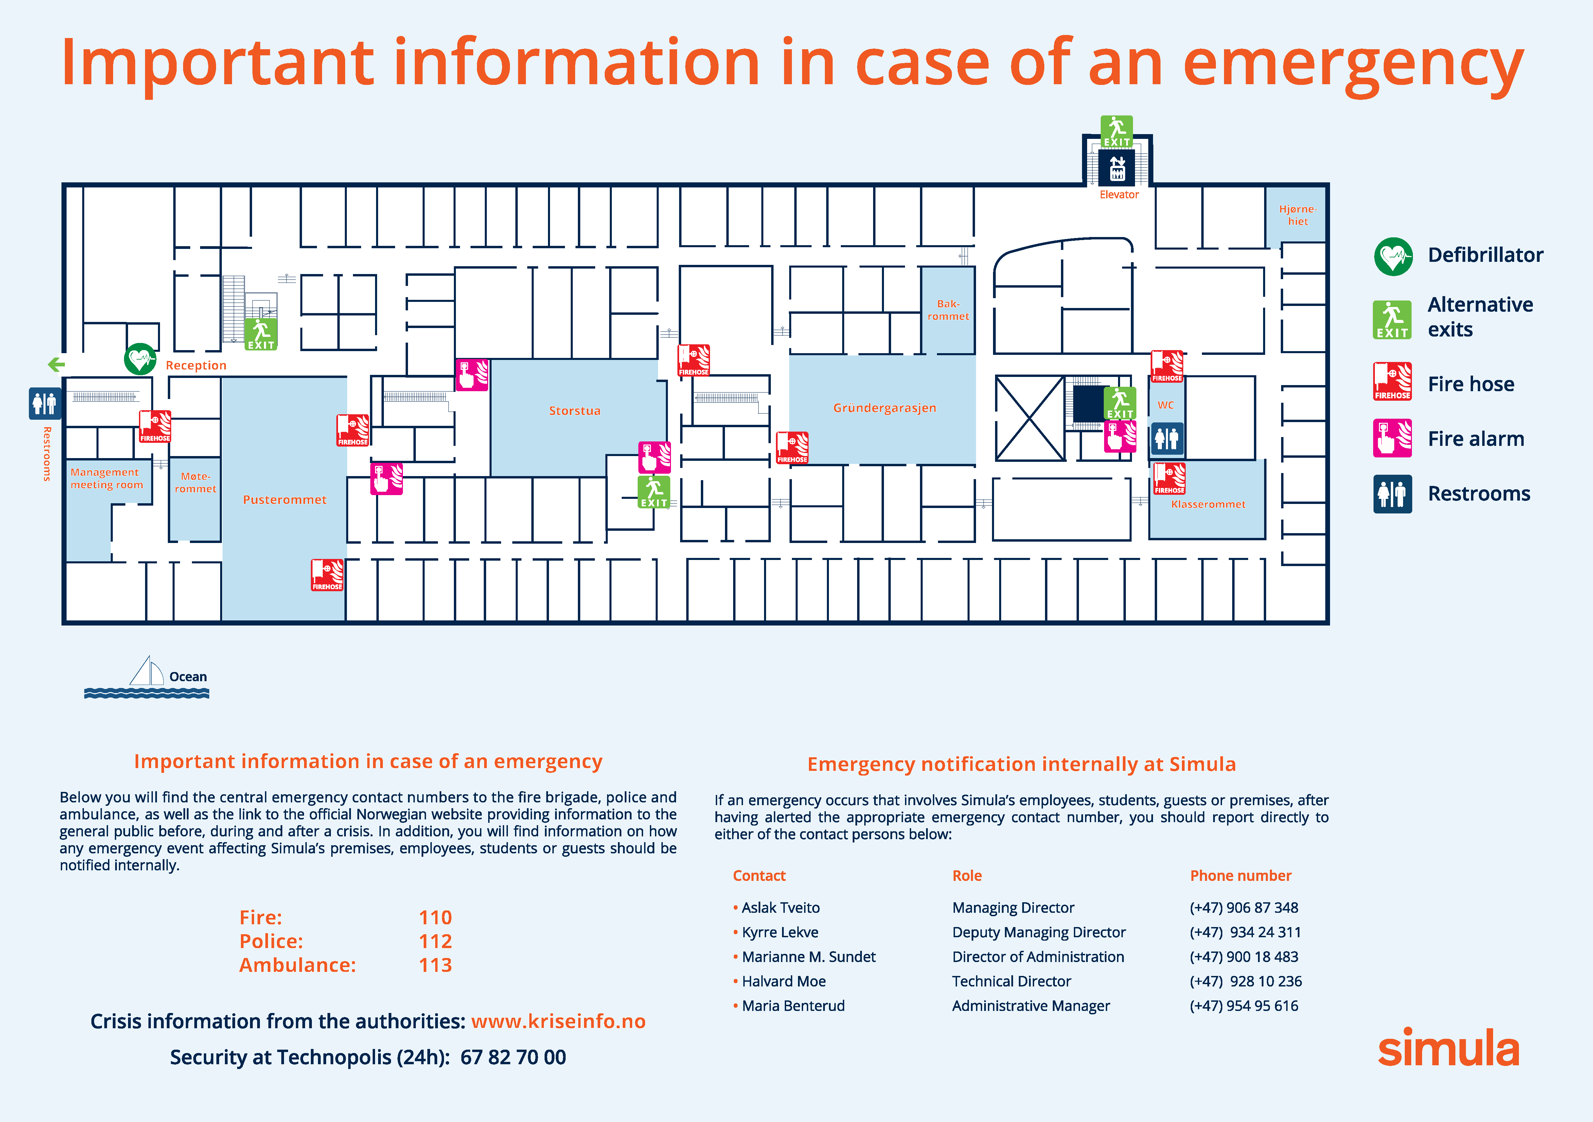 Important information in case of an emergency
EXIT
Elevator
Hjørne-
hiet
Defibrillator
Alternative
exits
EXIT
Bak-
rommet
EXIT
Reception
FIREHOSE
FIREHOSE
Fire hose
FIREHOSE
Restrooms
FIREHOSE
FIREHOSE
Storstua
Gründergarasjen
EXIT
WC
Fire alarm
FIREHOSE
Management
meeting room
Møte-
rommet
Pusterommet
EXIT
FIREHOSE
Klasserommet
Restrooms
FIREHOSE
Ocean
Important information in case of an emergency
Below you will find the central emergency contact numbers to the fire brigade, police and
ambulance, as well as the link to the official Norwegian website providing information to the
general public before, during and after a crisis. In addition, you will find information on how
any emergency event affecting Simula's premises, employees, students or guests should be
notified internally.
Fire: 110
Police: 112
Ambulance: 113
Crisis information from the authorities: www.kriseinfo.no
Security at Technopolis (24h): 67 82 70 00
Emergency notification internally at Simula
If an emergency occurs that involves Simula's employees, students, guests or premises, after
having alerted the appropriate emergency contact number, you should report directly to
either of the contact persons below:
Contact Role Phone number
• Aslak Tveito Managing Director (+47) 906 87 348
• Kyrre Lekve Deputy Managing Director (+47) 934 24 311
• Marianne M. Sundet Director of Administration (+47) 900 18 483
• Halvard Moe Technical Director (+47) 928 10 236
• Maria Benterud Administrative Manager (+47) 954 95 616
simula